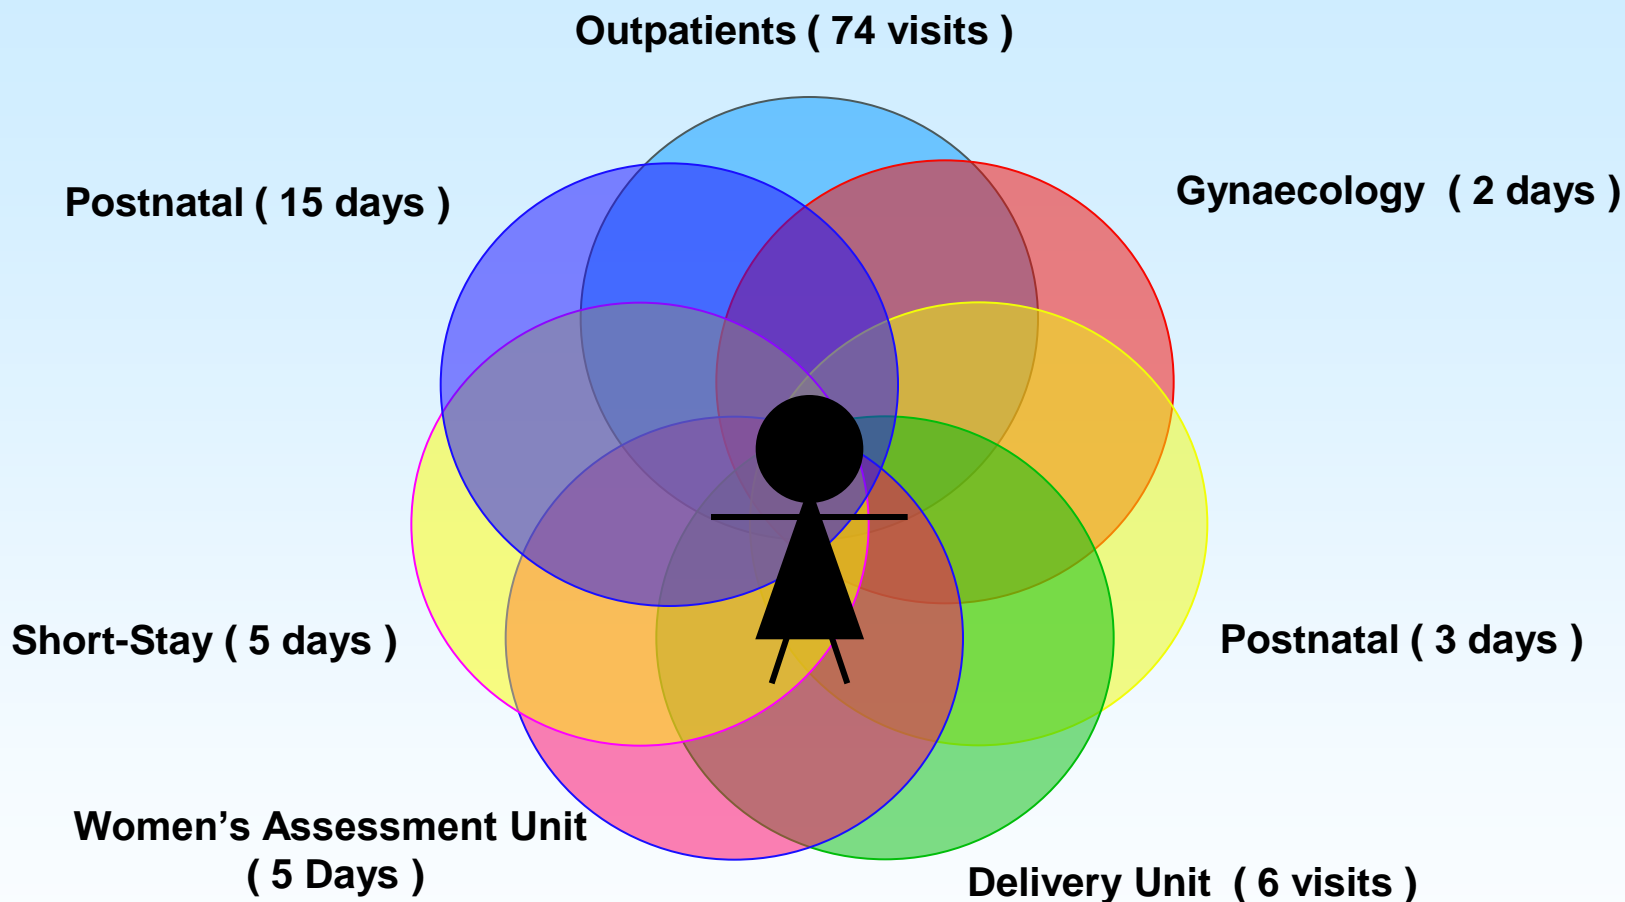 Outpatients ( 74 visits )
Postnatal ( 15 days )
Gynaecology  ( 2 days )
Short-Stay ( 5 days )
Postnatal ( 3 days )
Women’s Assessment Unit
( 5 Days )
Delivery Unit  ( 6 visits )